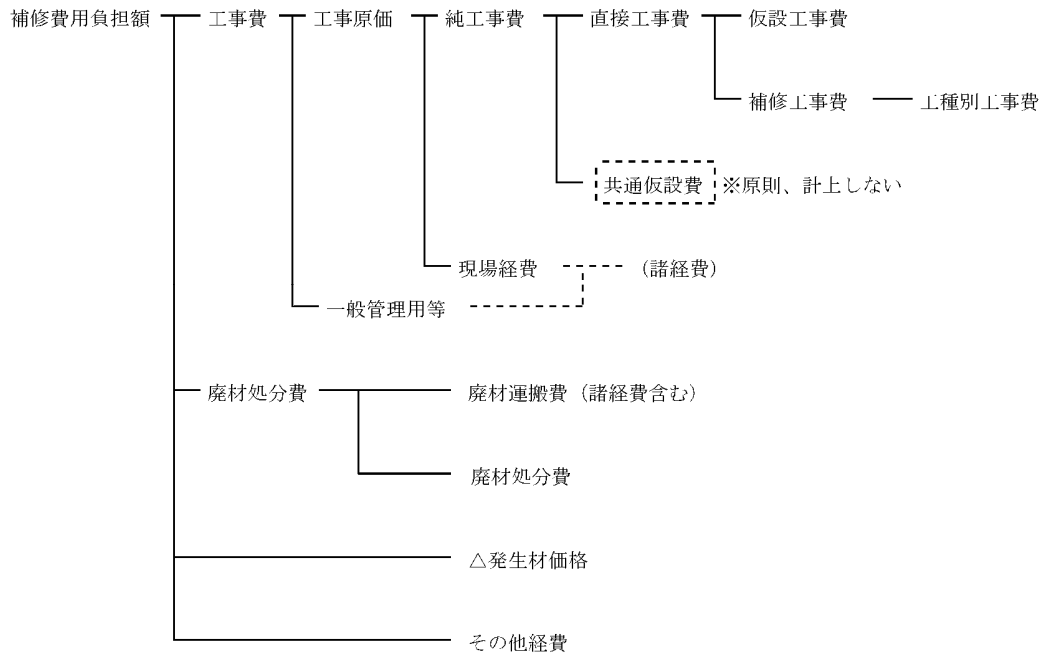 補修費用負担額 工事費 工事原価 純工事費 直接工事費 仮設工事費
補修工事費 工種別工事費
共通仮設費 ※原則、計上しない
現場経費 （諸経費）
一般管理用等
廃材処分費 廃材運搬費（諸経費含む）
廃材処分費
△発生材価格
その他経費